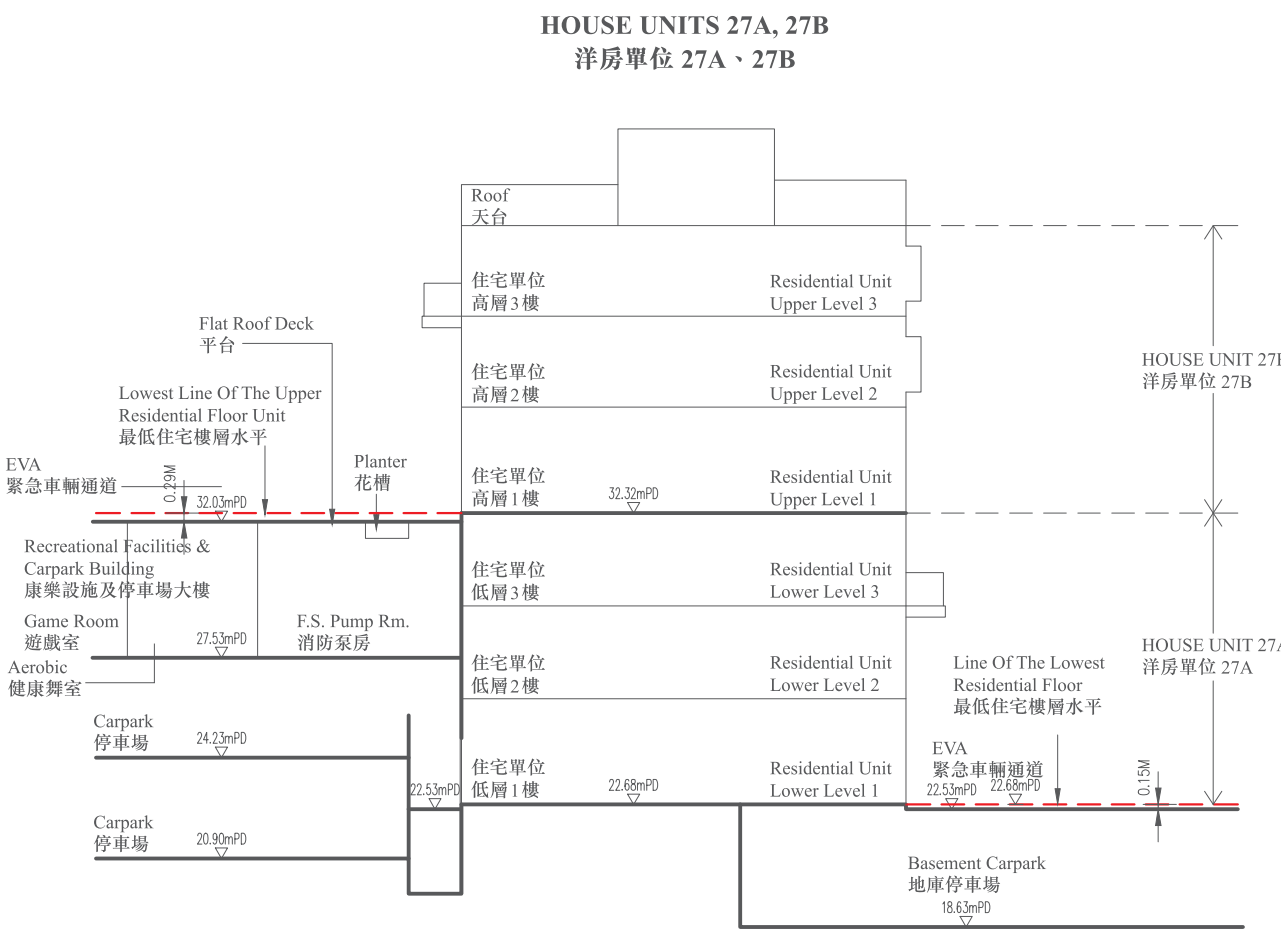 HOUSE UNITS 27A, 27B
洋房單位 27A、27B
Roof
天台
住宅單位
高層3樓
Residential Unit
Upper Level 3
Flat Roof Deck
平台
住宅單位
高層2樓
Residential Unit
Upper Level 2
HOUSE UNIT 27B
洋房單位 27B
Lowest Line Of The Upper
Residential Floor Unit
最低住宅樓層水平
EVA
緊急車輛通道
0.29M
32.03mPD
Planter
花槽
住宅單位
高層1樓
32.32mPD
Residential Unit
Upper Level 1
Recreational Facilities &
Carpark Building
康樂設施及停車場大樓
住宅單位
低層3樓
Residential Unit
Lower Level 3
Game Room
遊戲室
27.53mPD
F.S. Pump Rm.
消防泵房
Aerobic
健康舞室
住宅單位
低層2樓
Residential Unit
Lower Level 2
Line Of The Lowest
Residential Floor
最低住宅樓層水平
HOUSE UNIT 27A
洋房單位 27A
Carpark
停車場
24.23mPD
22.53mPD
住宅單位
低層1樓
22.68mPD
Residential Unit
Lower Level 1
EVA
緊急車輛通道
22.53mPD
22.68mPD
0.15M
Carpark
停車場
20.90mPD
Basement Carpark
地庫停車場
18.63mPD